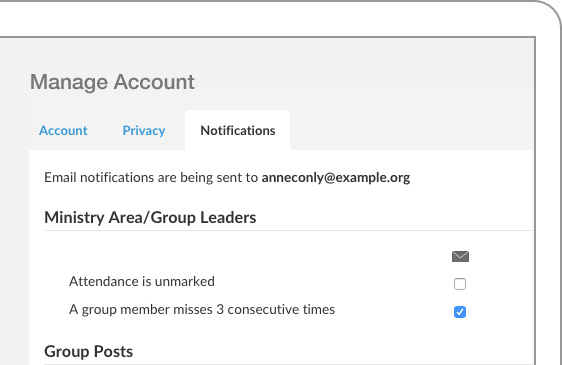 Manage Account
Account Privacy Notifications
Email notifications are being sent to anneconly@example.org
Ministry Area/Group Leaders
Attendance is unmarked
A group member misses 3 consecutive times
Group Posts